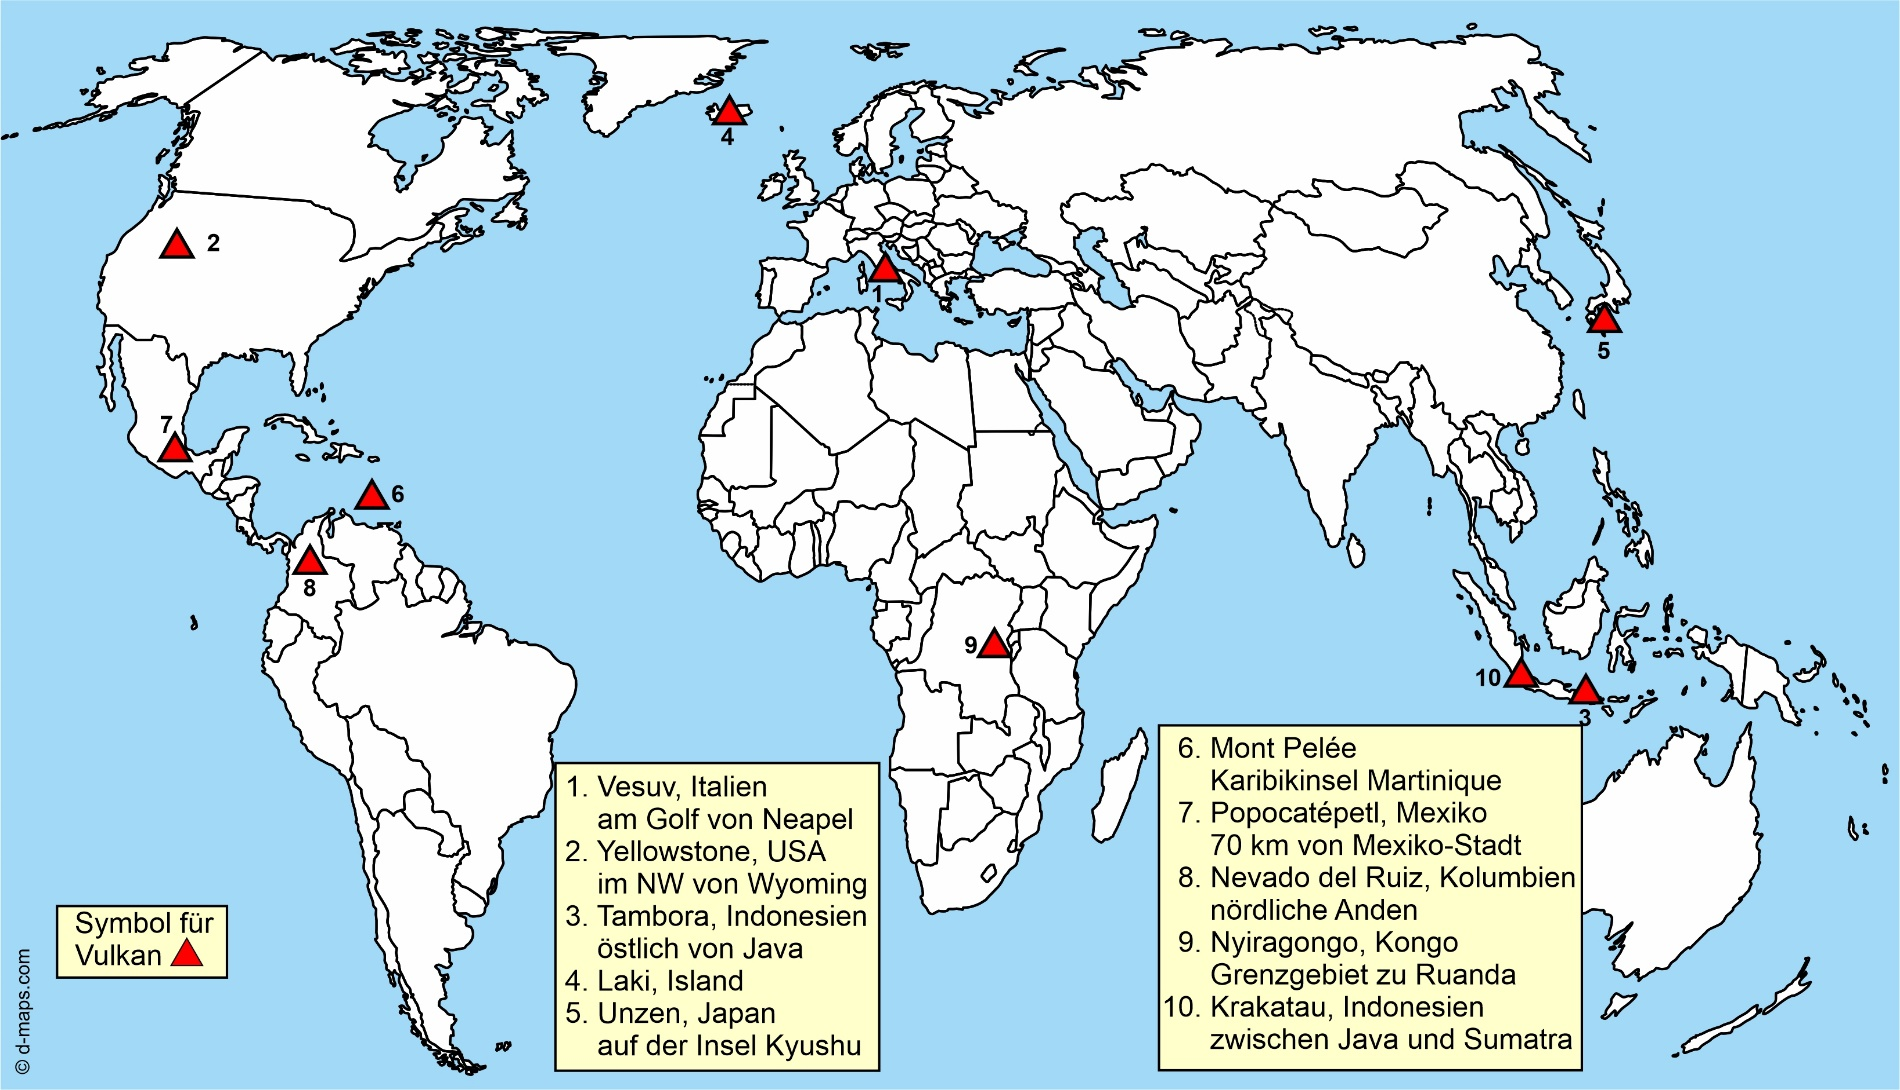 4
2
1
5
7
6
8
9
10
3
1. Vesuv, Italien
am Golf von Neapel
2. Yellowstone, USA
im NW von Wyoming
3. Tambora, Indonesien
östlich von Java
4. Laki, Island
5. Unzen, Japan
auf der Insel Kyushu
6. Mont Pelée
Karibikinsel Martinique
7. Popocatépetl, Mexiko
70 km von Mexiko-Stadt
8. Nevado del Ruiz, Kolumbien
nördliche Anden
9. Nyiragongo, Kongo
Grenzgebiet zu Ruanda
10. Krakatau, Indonesien
zwischen Java und Sumatra
Symbol für
Vulkan
© d-maps.com